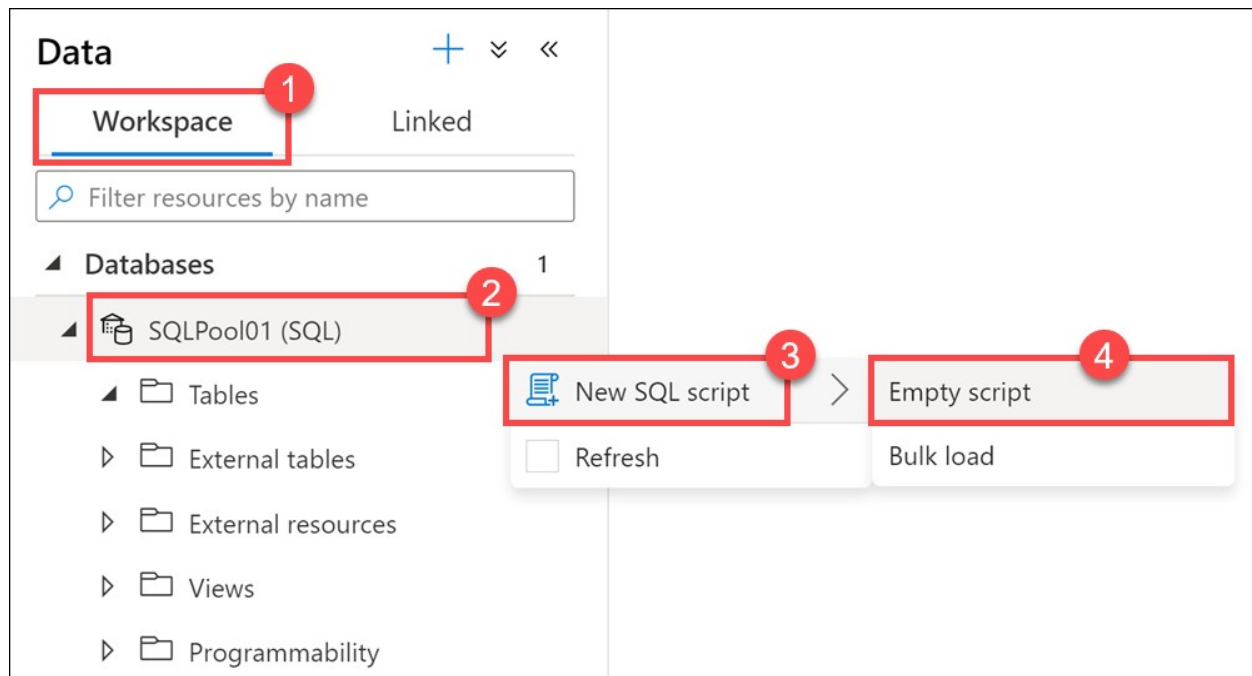 Data
1
Workspace Linked
Filter resources by name
Databases 1
2
SQLPool01 (SQL)
3
4
Tables
New SQL script
Empty script
External tables
Refresh
Bulk load
External resources
Views
Programmability